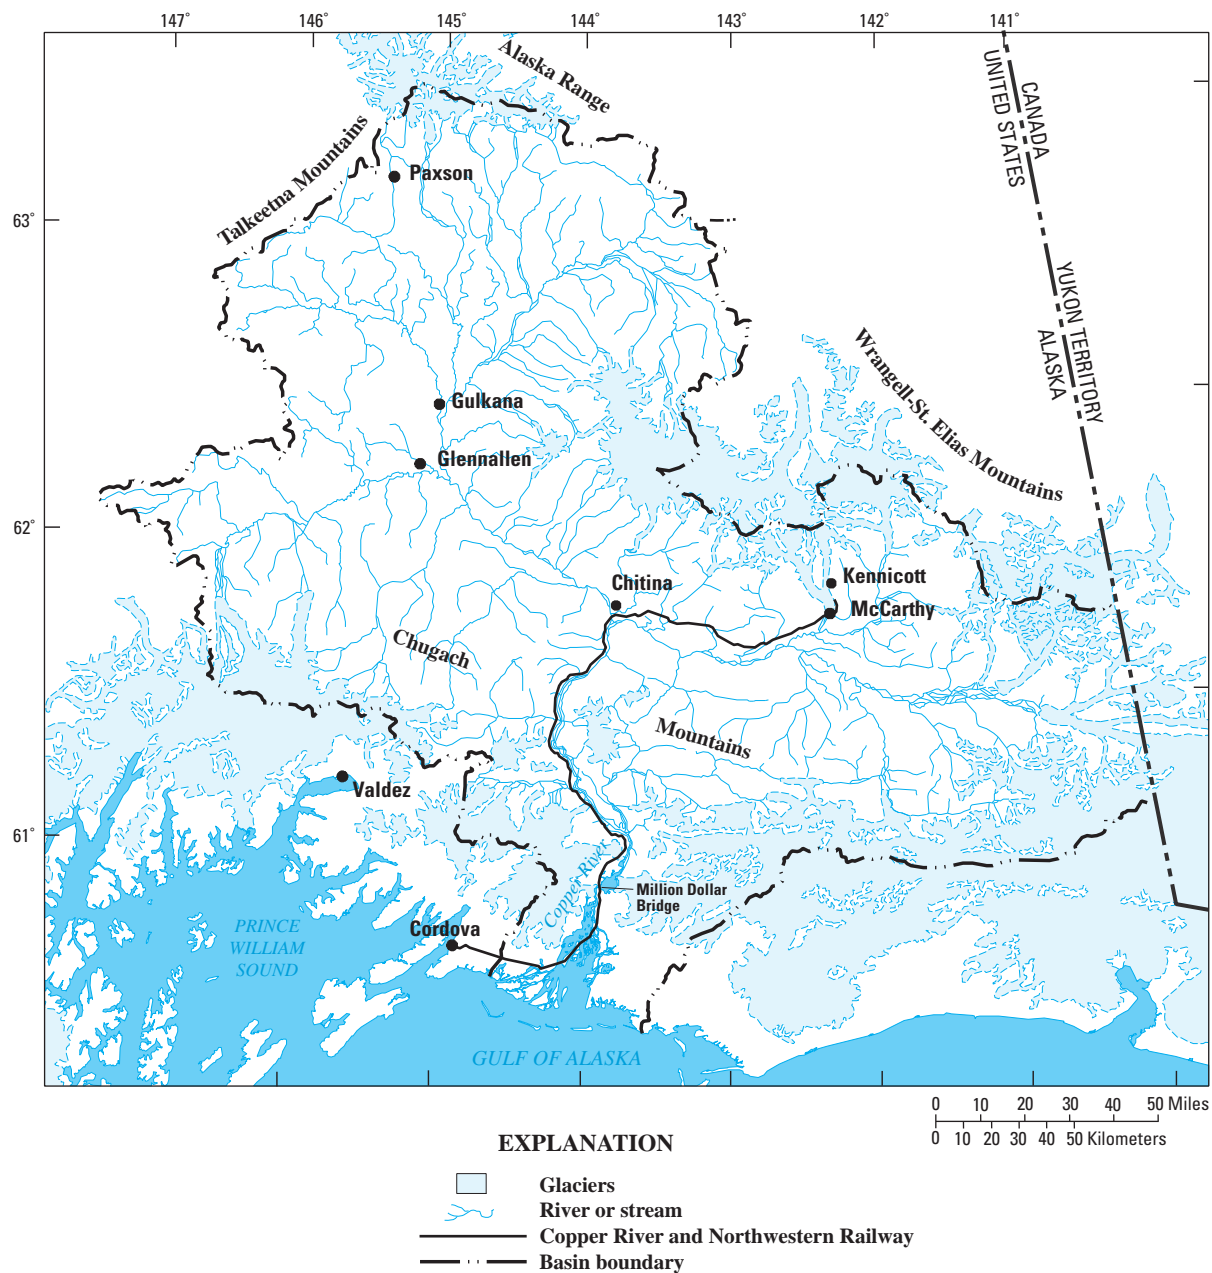 147°
146°
145°
144°
143°
142°
141°
Alaska Range
CANADA
UNITED STATES
Talkeetna Mountains
Paxson
63°
YUKON TERRITORY
ALASKA
Wrangell-St. Elias Mountains
Gulkana
Glennallen
62°
Chitina
Kennicott
McCarthy
Chugach
Mountains
Valdez
61°
Copper River
Million Dollar
Bridge
Cordova
PRINCE
WILLIAM
SOUND
GULF OF ALASKA
0 10 20 30 40 50 Miles
0 10 20 30 40 50 Kilometers
EXPLANATION
Glaciers
River or stream
Copper River and Northwestern Railway
Basin boundary